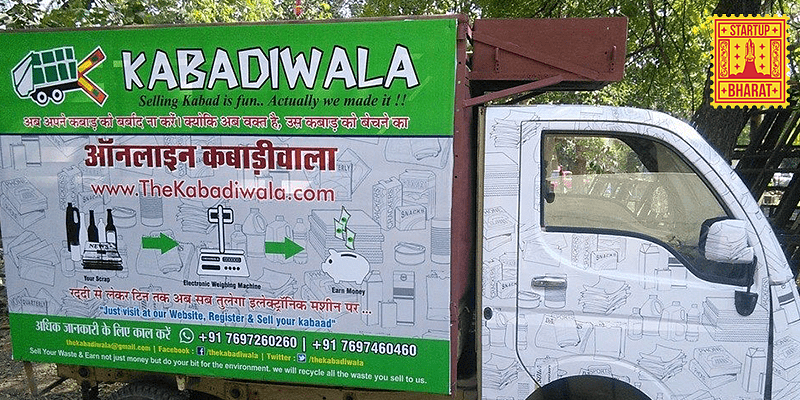 STARTUP
BHARAT
KABADIWALA
Selling Kabad is fun.. Actually we made it !!
अब अपने कबाड़ को बर्बाद ना करें। क्योंकि अब वक्त है, उस कबाड़ को बेचने का
ऑनलाइन कबाड़ीवाला
www.TheKabadiwala.com
NEWS
Your Scrap
Electronic Weighing Machine
Earn Money
रद्दी से लेकर टिन तक अब सब तुलेगा इलेक्ट्रॉनिक मशीन पर ...
"Just visit at our Website, Register & Sell your kabaad"
अधिक जानकारी के लिए काल करें +91 7697260260 | +91 7697460460
thekabadiwala@gmail.com | Facebook : /thekabadiwala | Twitter : /thekabadiwala
Sell Your Waste & Earn not just money but do your bit for the environment. we will recycle all the waste you sell to us.
SNACKS
SNACKS